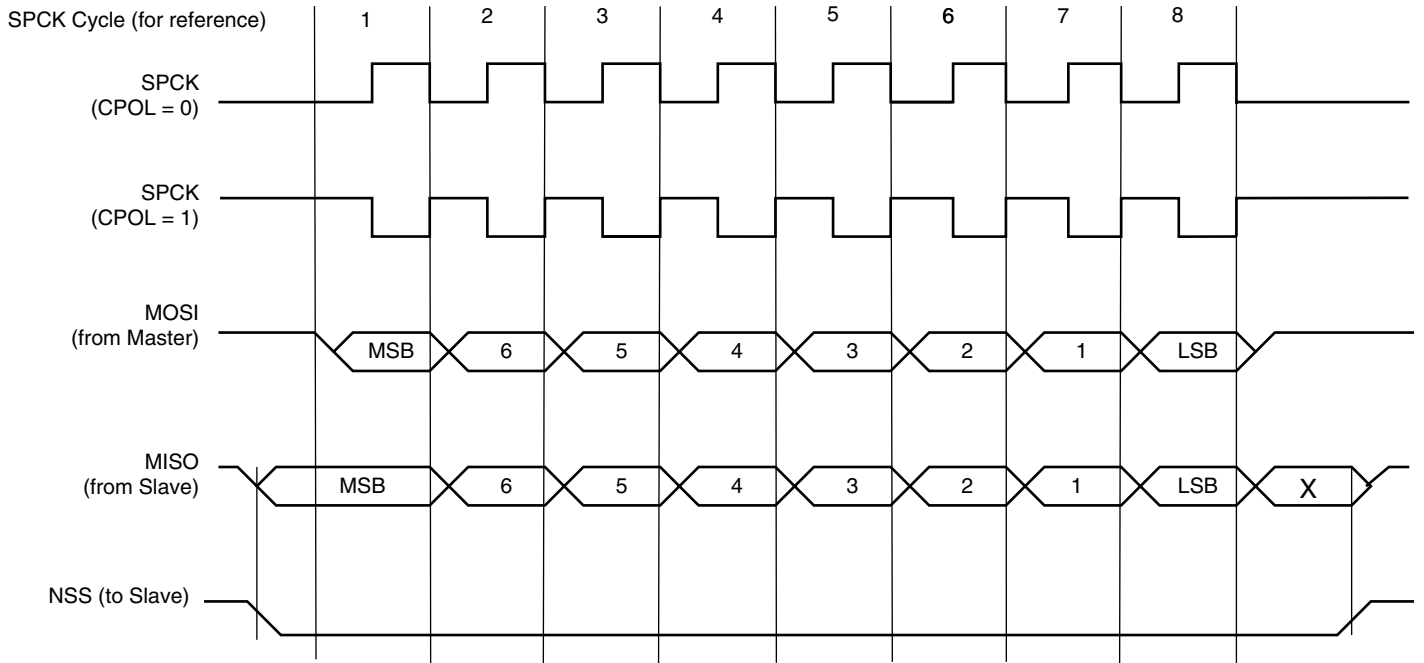 SPCK Cycle (for reference) 1 2 3 4 5 6 7 8
SPCK
(CPOL = 0)
SPCK
(CPOL = 1)
MOSI
(from Master)
MSB 6 5 4 3 2 1 LSB
MISO
(from Slave)
MSB 6 5 4 3 2 1 LSB X
NSS (to Slave)